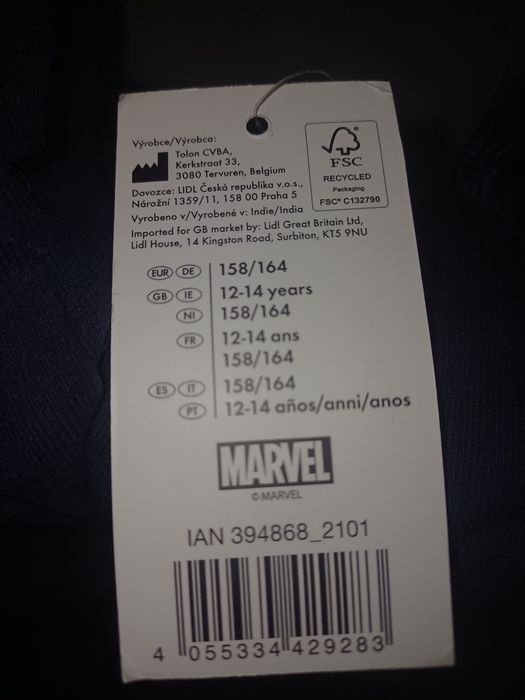 Výrobce/Výrobca:
Tolon CVBA,
Kerkstraat 33,
3080 Tervuren, Belgium
Dovozce: LIDL Česká republika v.o.s.,
Nárožní 1359/11, 158 00 Praha 5
Vyrobeno v/Vyrobené v: Indie/India
Imported for GB market by: Lidl Great Britain Ltd,
Lidl House, 14 Kingston Road, Surbiton, KT5 9NU
FSC
RECYCLED
Packaging
FSC® C132790
EUR DE 158/164
GB IE 12-14 years
NI 158/164
FR 12-14 ans
158/164
ES IT 158/164
PT 12-14 años/anni/anos
MARVEL
© MARVEL
IAN 394868_2101
4 055334 429283